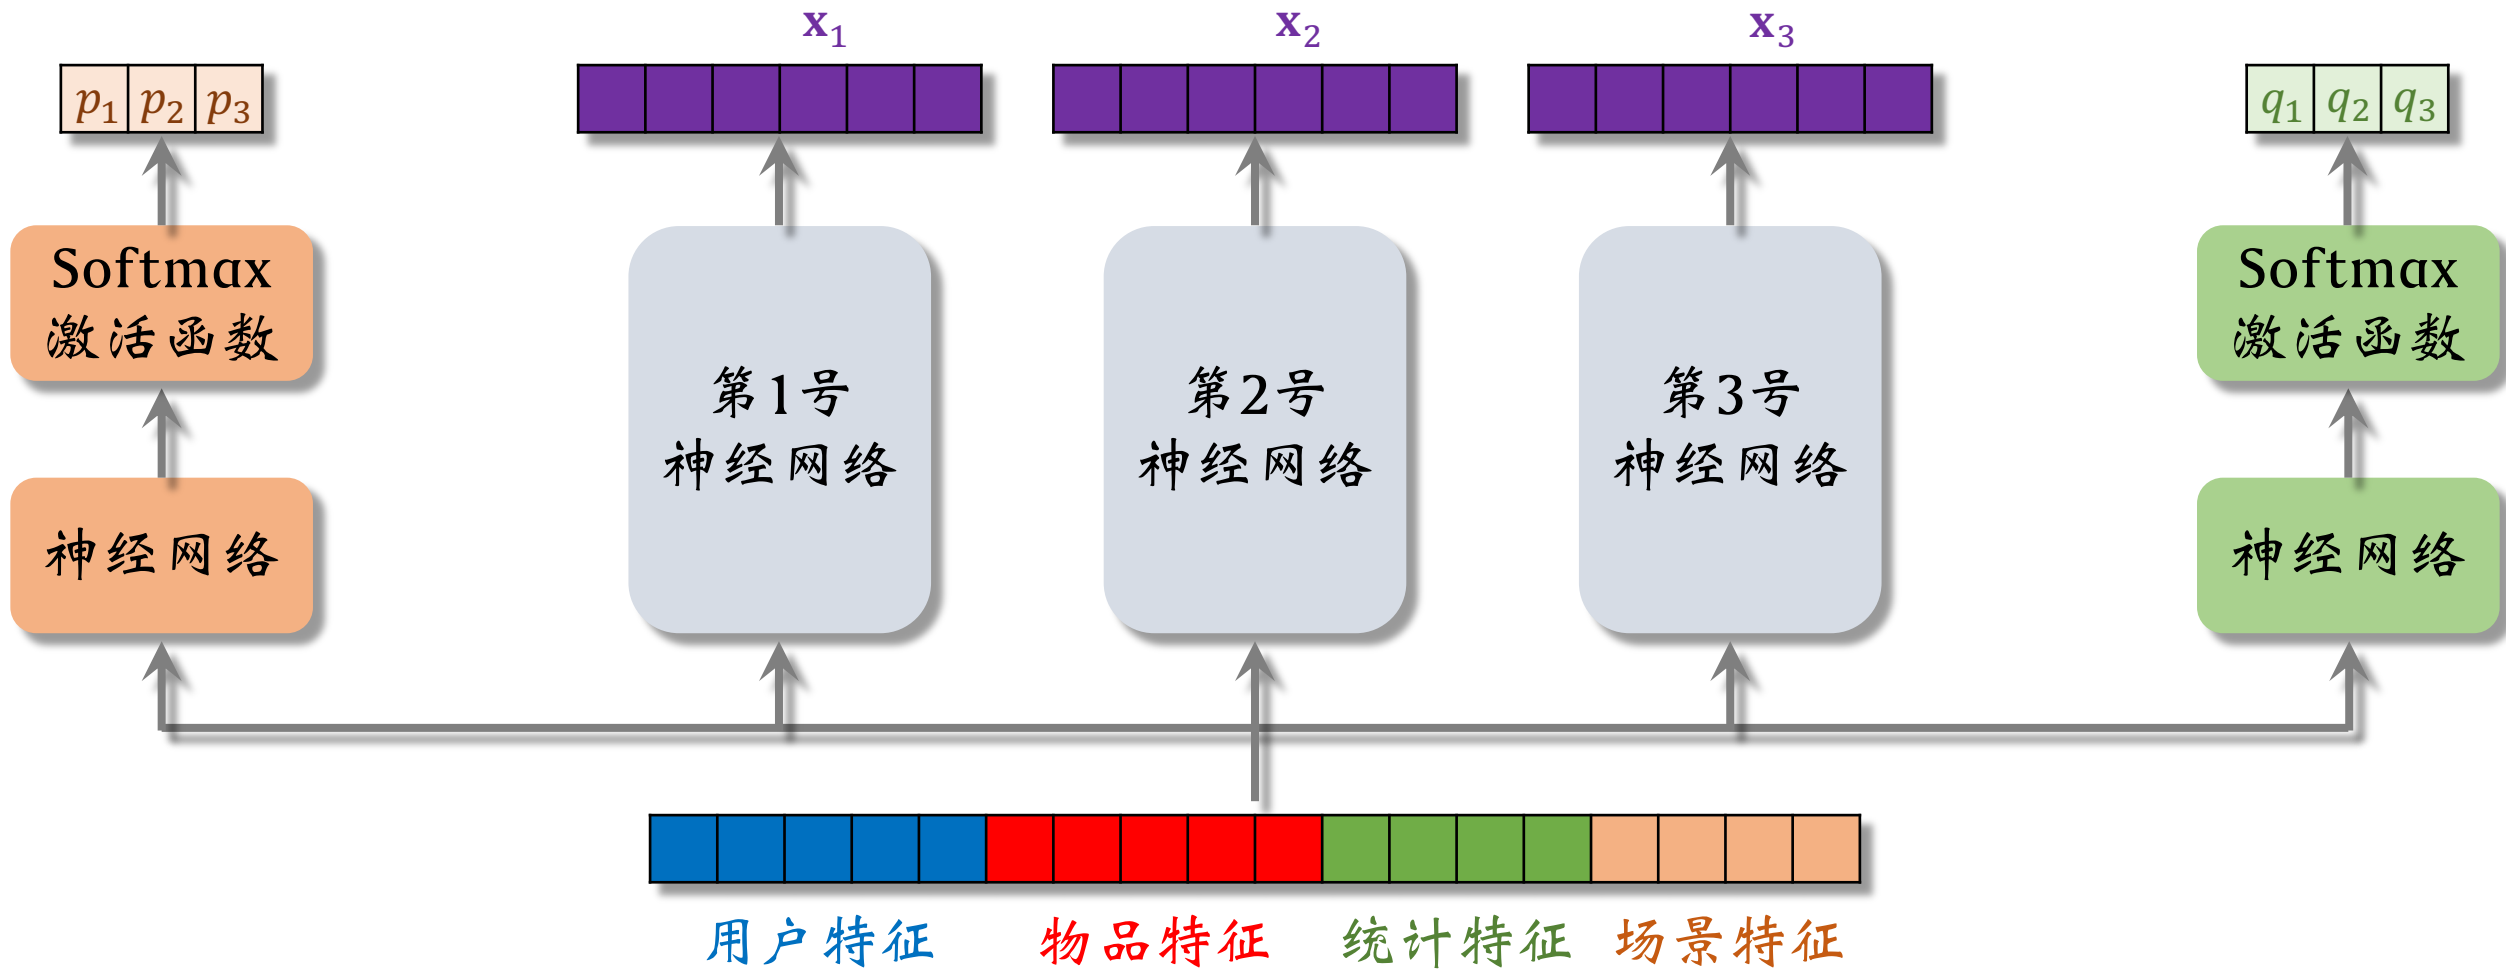 x₁
x₂
x₃
p₁ p₂ p₃
q₁ q₂ q₃
Softmax
激活函数
神经网络
第1号
神经网络
第2号
神经网络
第3号
神经网络
Softmax
激活函数
神经网络
用户特征
物品特征
统计特征
场景特征